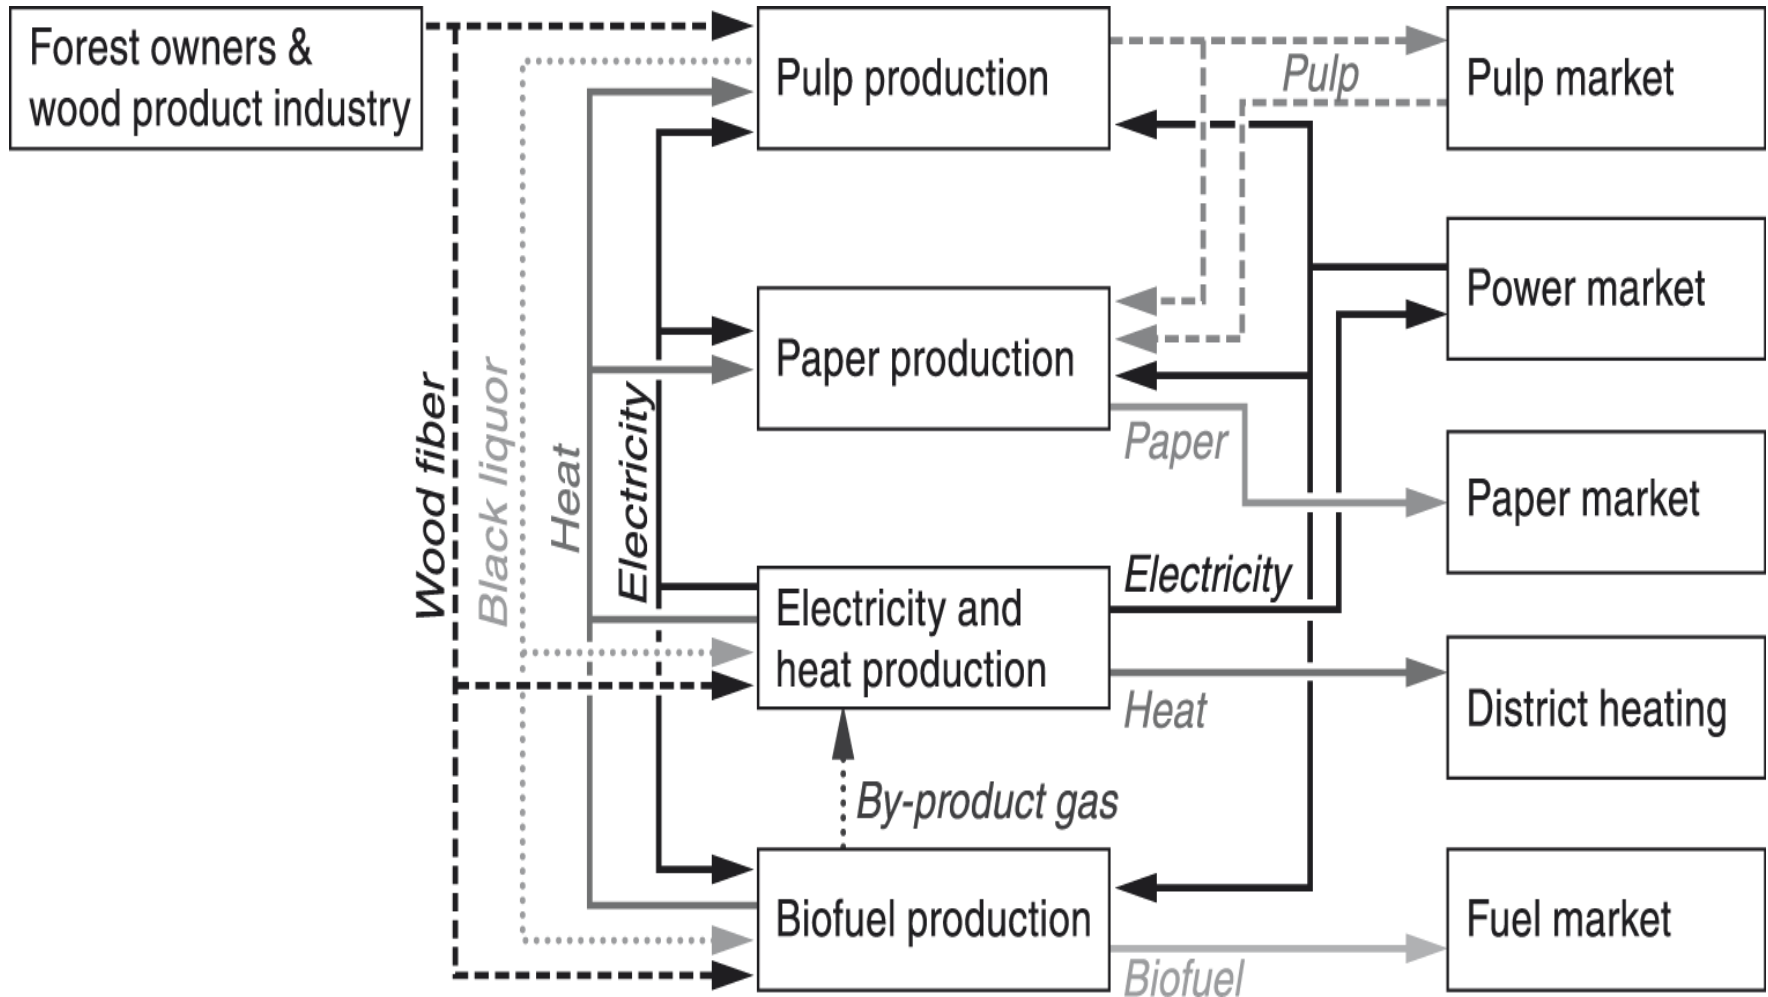 Forest owners &
wood product industry
Pulp production
Pulp
Pulp market
Power market
Paper production
Paper
Paper market
Wood fiber
Black liquor
Heat
Electricity
Electricity and
heat production
Electricity
Heat
District heating
By-product gas
Biofuel production
Biofuel
Fuel market